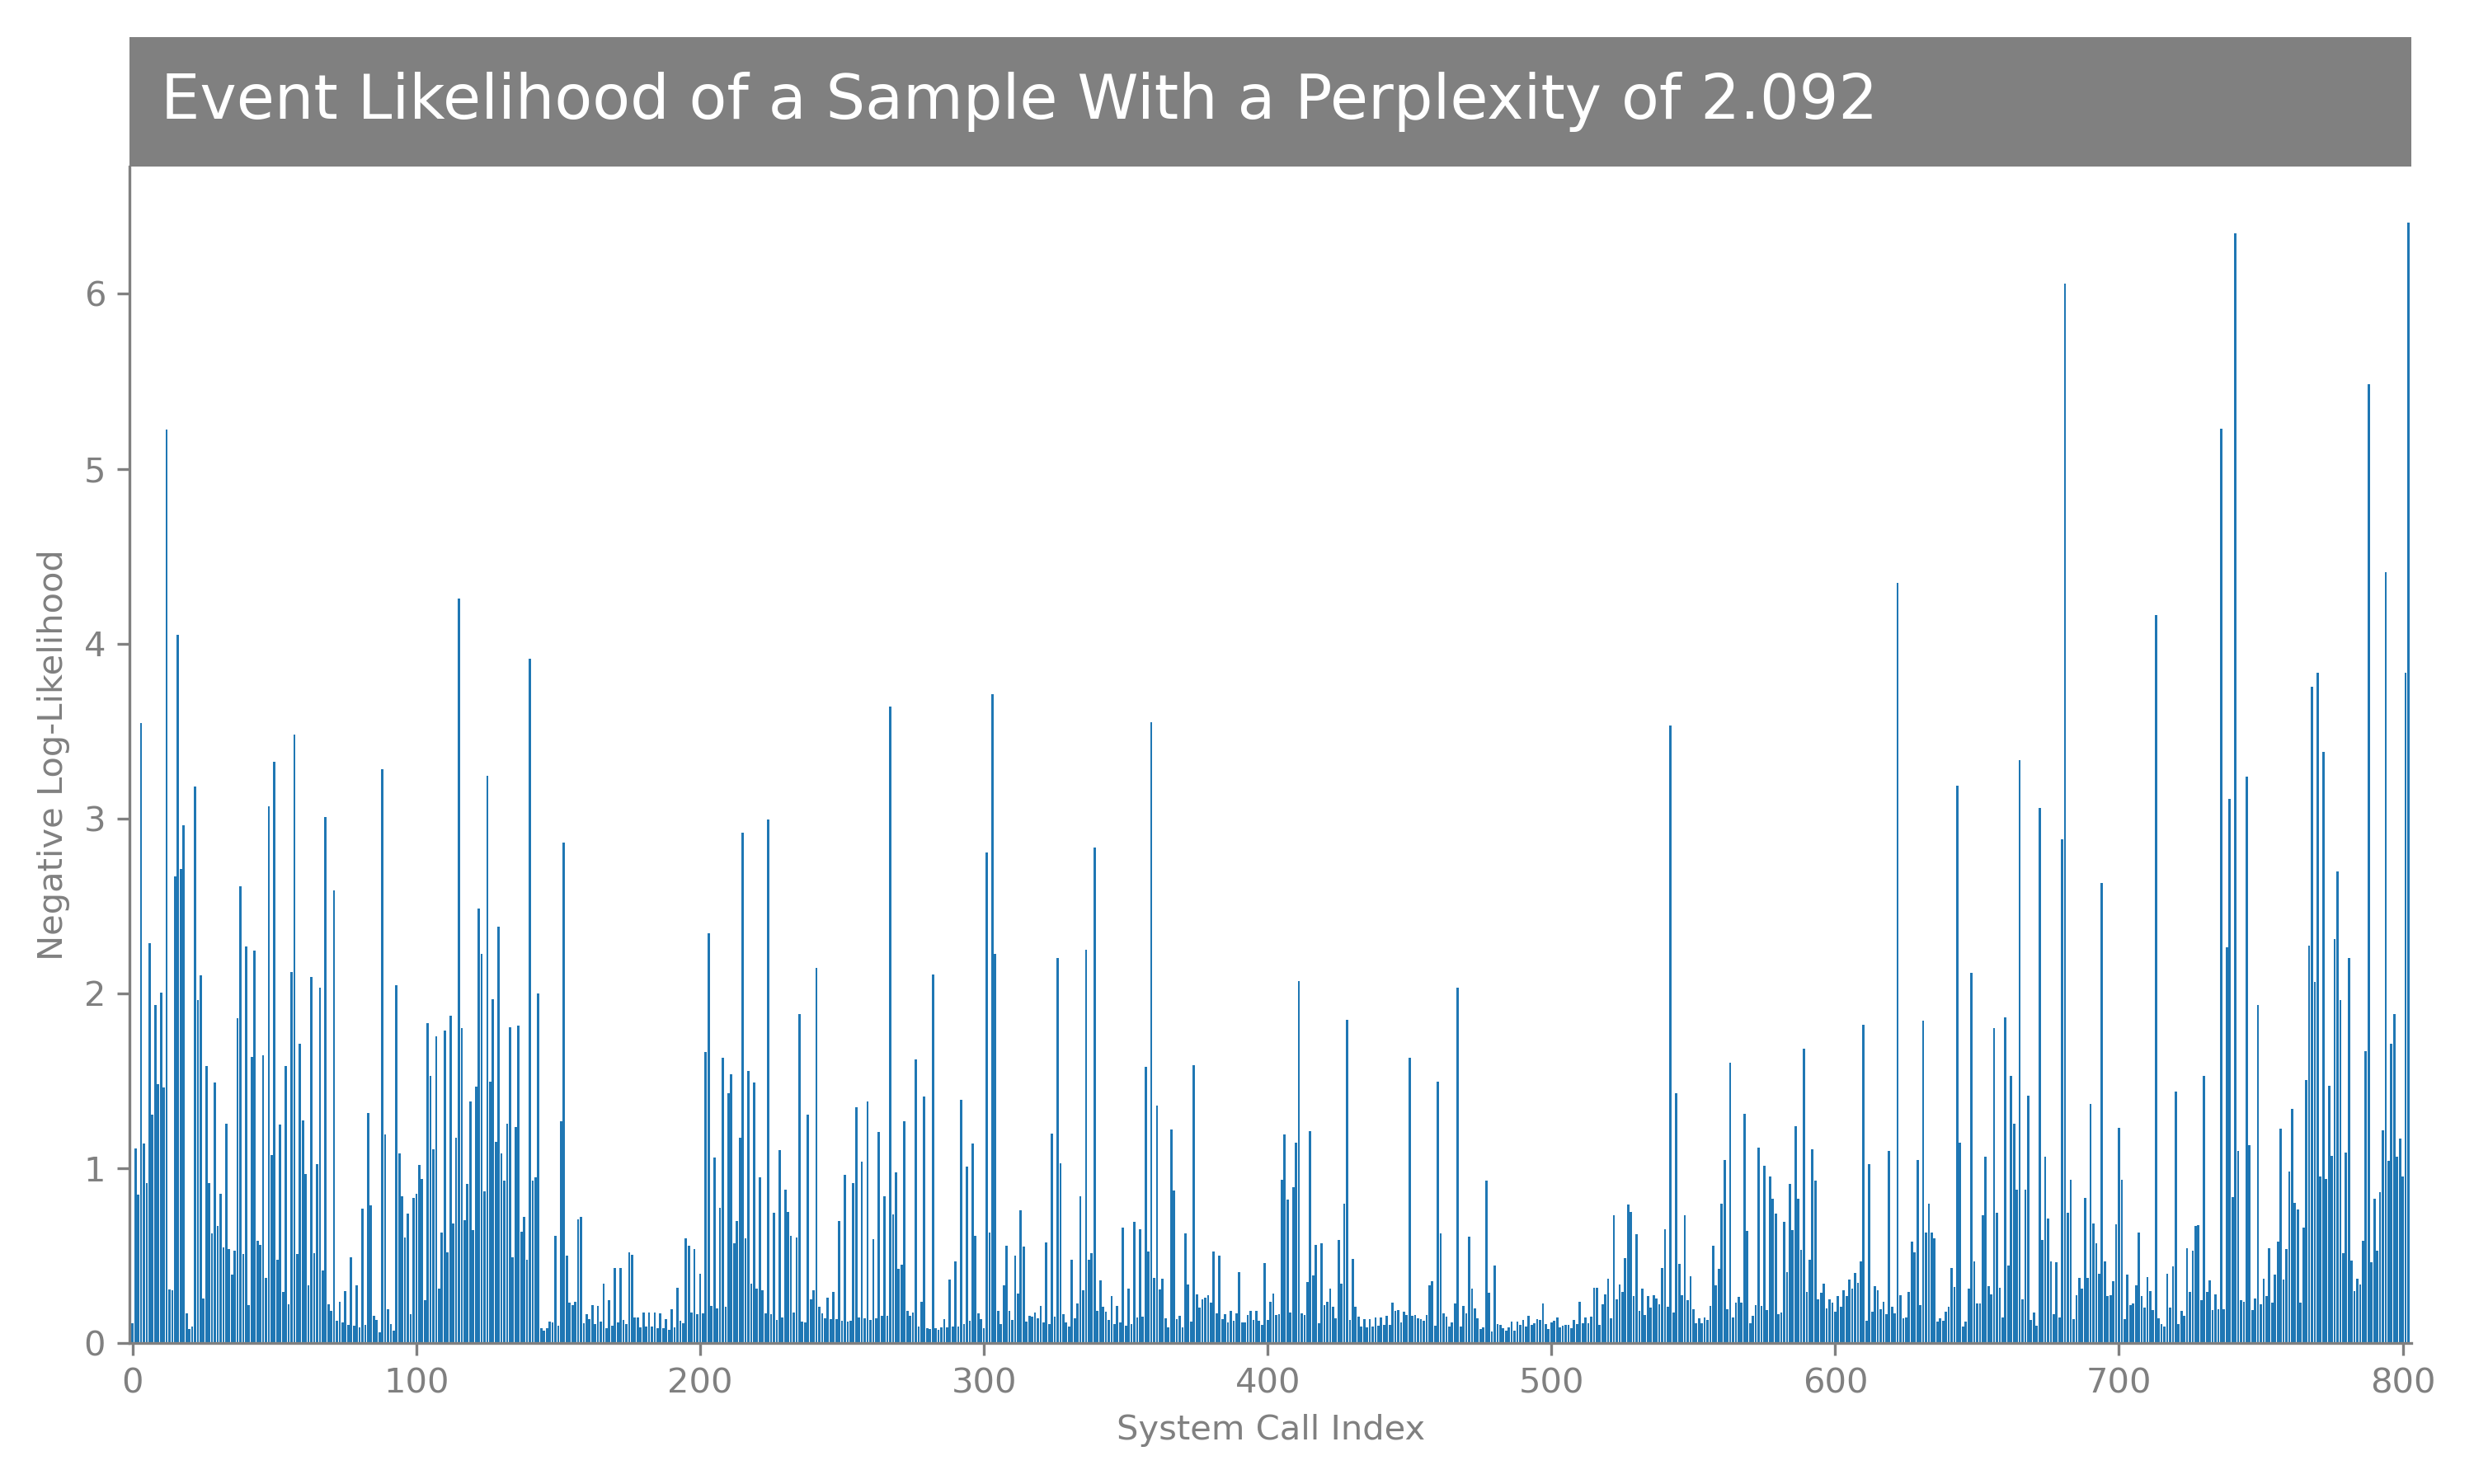 Event Likelihood of a Sample With a Perplexity of 2.092
6
5
4
3
2
1
0
Negative Log-Likelihood
0 100 200 300 400 500 600 700 800
System Call Index